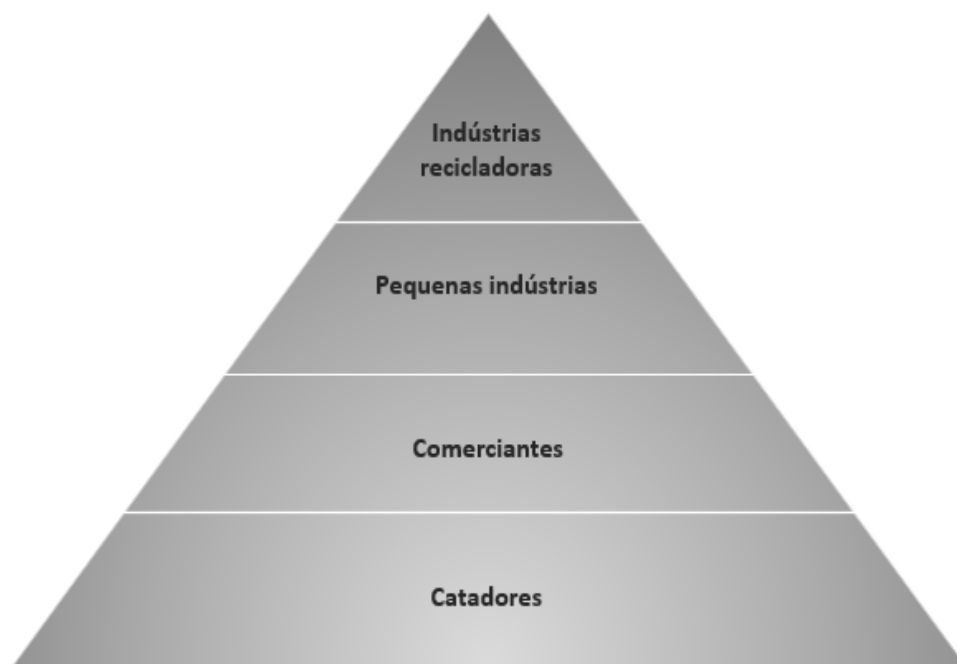 Indústrias
recicladoras
Pequenas indústrias
Comerciantes
Catadores